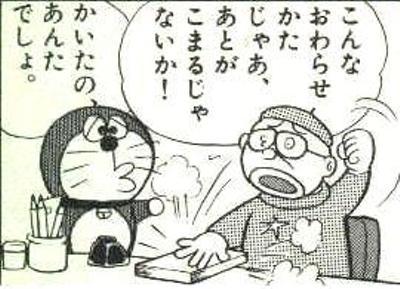 こんな
おわらせ
かた
じゃあ、
あとが
こまるじゃ
ないか！
かいたの
あんた
でしょ。